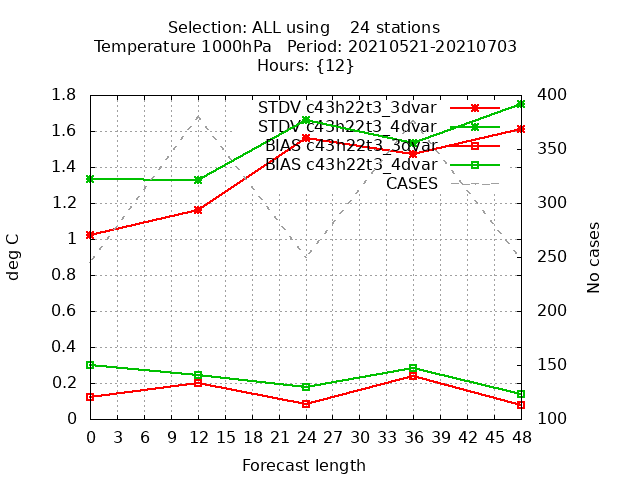 Selection: ALL using 24 stations
Temperature 1000hPa Period: 20210521-20210703
Hours: {12}
1.8
1.6
1.4
1.2
1
0.8
0.6
0.4
0.2
0
deg C
STDV c43h22t3_3dvar
STDV c43h22t3_4dvar
BIAS c43h22t3_3dvar
BIAS c43h22t3_4dvar
CASES
400
350
300
250
200
150
100
No cases
0 3 6 9 12 15 18 21 24 27 30 33 36 39 42 45 48
Forecast length